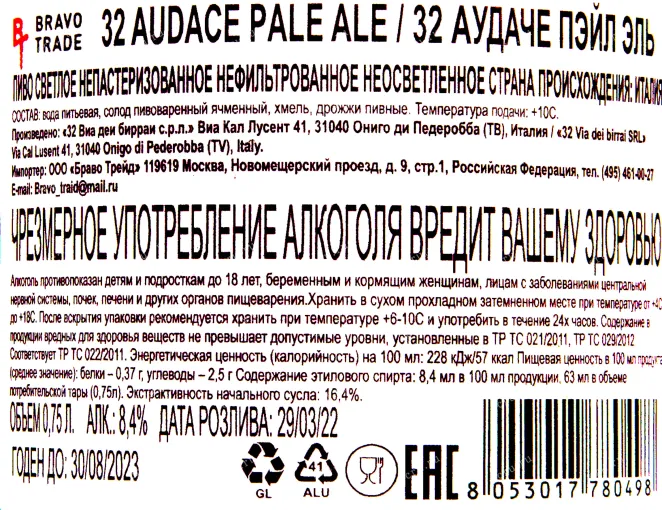 BRAVO
TRADE
32 AUDACE PALE ALE / 32 АУДАЧЕ ПЭЙЛ ЭЛЬ
ПИВО СВЕТЛОЕ НЕПАСТЕРИЗОВАННОЕ НЕФИЛЬТРОВАННОЕ НЕОСВЕТЛЕННОЕ СТРАНА ПРОИСХОЖДЕНИЯ: ИТАЛИЯ
СОСТАВ: вода питьевая, солод пивоваренный ячменный, хмель, дрожжи пивные. Температура подачи: +10С.
Произведено: «32 Виа деи бирраи с.р.л.» Виа Кал Лусент 41, 31040 Ониго ди Педеробба (ТВ), Италия / «32 Via dei birrai SRL»
Via Cal Lusent 41, 31040 Onigo di Pederobba (TV), Italy.
Импортер: ООО «Браво Трейд» 119619 Москва, Новомещерский проезд, д. 9, стр.1, Российская Федерация, тел. (495) 461-00-27
E-mail: Bravo_traid@mail.ru
ЧРЕЗМЕРНОЕ УПОТРЕБЛЕНИЕ АЛКОГОЛЯ ВРЕДИТ ВАШЕМУ ЗДОРОВЬЮ
Алкоголь противопоказан детям и подросткам до 18 лет, беременным и кормящим женщинам, лицам с заболеваниями центральной
нервной системы, почек, печени и других органов пищеварения.Хранить в сухом прохладном затемненном месте при температуре от +4С
до +18С. После вскрытия упаковки рекомендуется хранить при температуре +6-10С и употребить в течение 24х часов. Содержание в
продукции вредных для здоровья веществ не превышает допустимые уровни, установленные в ТР ТС 021/2011, ТР ТС 029/2012
Соответствует ТР ТС 022/2011. Энергетическая ценность (калорийность) на 100 мл: 228 кДж/57 ккал Пищевая ценность в 100 мл продукта
(среднее значение): белки – 0,37 г, углеводы – 2,5 г Содержание этилового спирта: 8,4 мл в 100 мл продукции, 63 мл в объеме
потребительской тары (0,75л). Экстрактивность начального сусла: 16,4%.
ОБЪЕМ 0,75 Л. АЛК.: 8,4% ДАТА РОЗЛИВА: 29/03/22
ГОДЕН ДО: 30/08/2023
GL
41
ALU
EAC
8 053017 780498